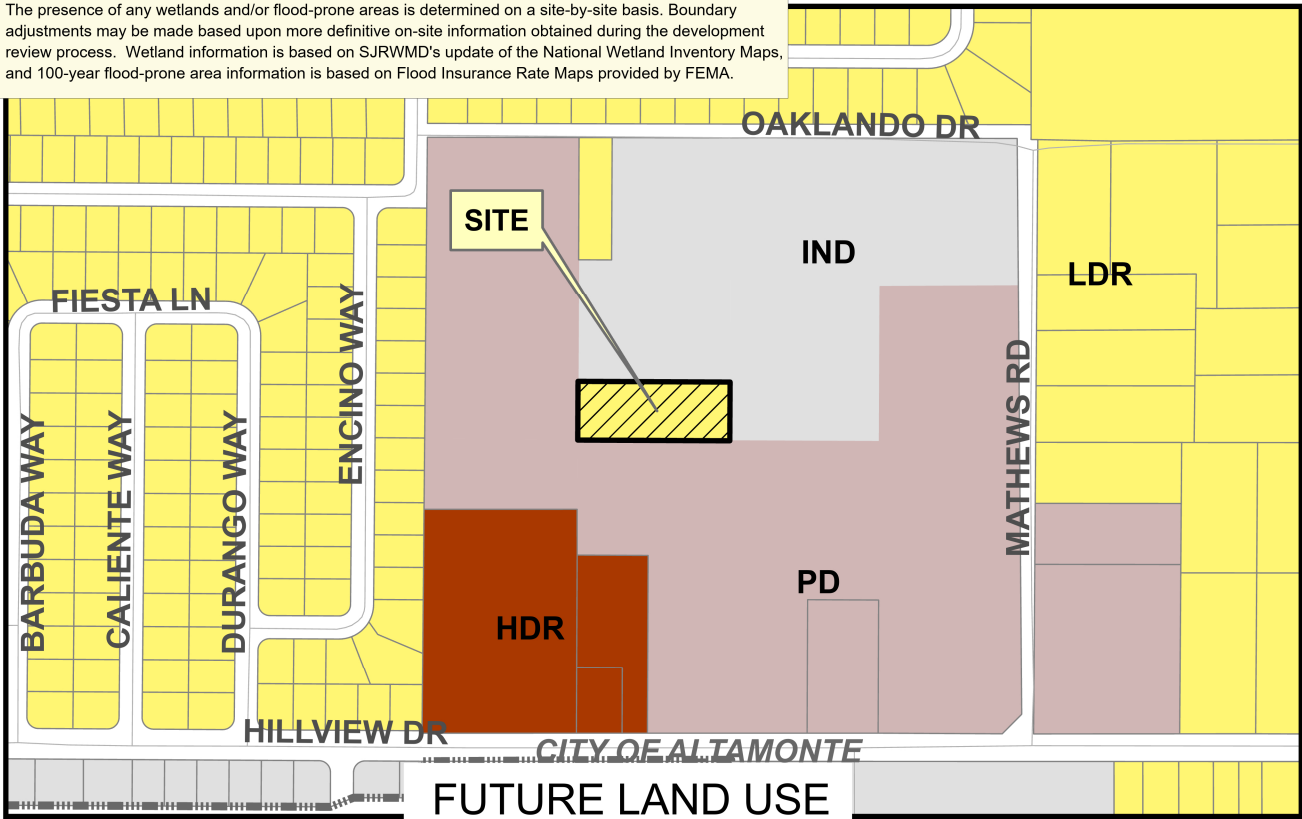 The presence of any wetlands and/or flood-prone areas is determined on a site-by-site basis. Boundary
adjustments may be made based upon more definitive on-site information obtained during the development
review process.  Wetland information is based on SJRWMD's update of the National Wetland Inventory Maps,
and 100-year flood-prone area information is based on Flood Insurance Rate Maps provided by FEMA.
OAKLANDO DR
SITE
IND
LDR
FIESTA LN
ENCINO WAY
MATHEWS RD
BARBUDA WAY
CALIENTE WAY
DURANGO WAY
PD
HDR
HILLVIEW DR
CITY OF ALTAMONTE
FUTURE LAND USE